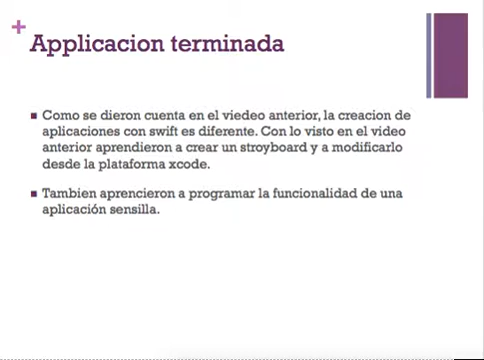 Applicacion terminada
Como se dieron cuenta en el viedeo anterior, la creacion de
aplicaciones con swift es diferente. Con lo visto en el video
anterior aprendieron a crear un stroyboard y a modificarlo
desde la plataforma xcode.
Tambien aprencieron a programar la funcionalidad de una
aplicación sensilla.